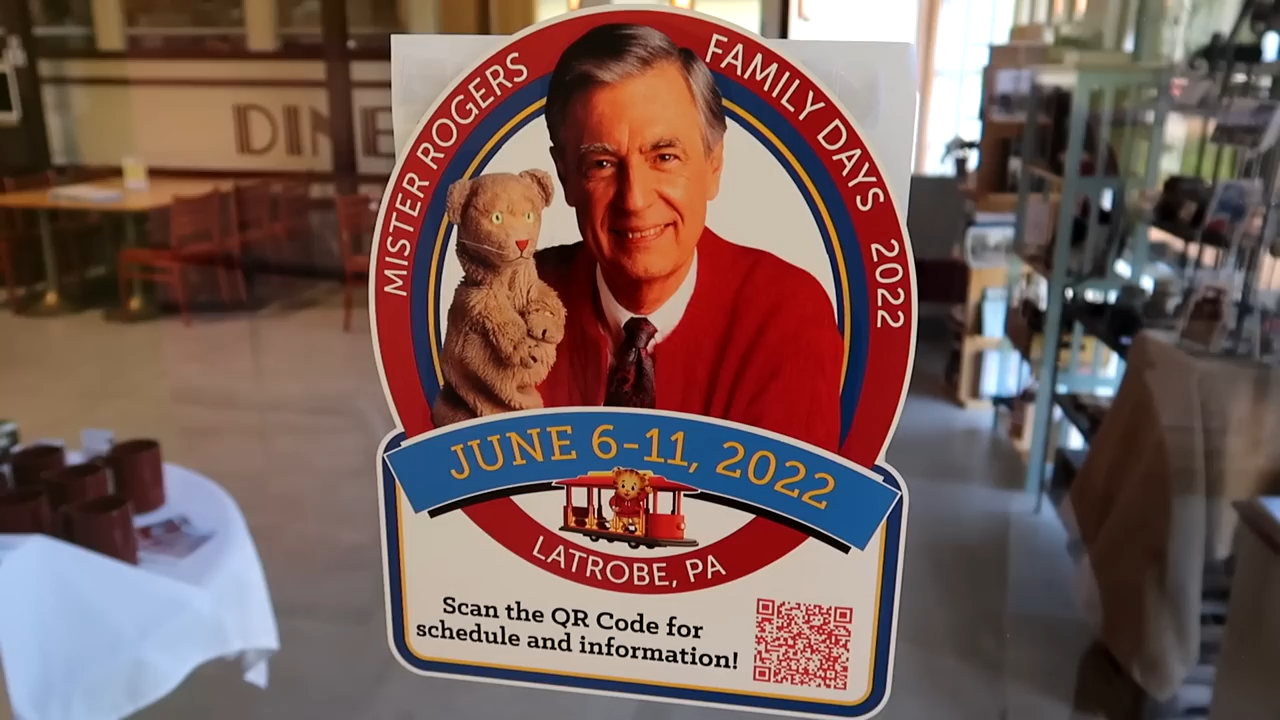 DINE
MISTER ROGERS
FAMILY DAYS 2022
JUNE 6-11, 2022
LATROBE, PA
Scan the QR Code for
schedule and information!